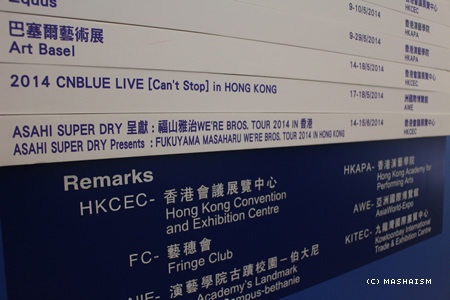 9-10/5/2014
HKCEC
Equus
9-29/5/2014
香港演藝學院
HKAPA
巴塞爾藝術展
Art Basel
14-18/5/2014
香港會議展覽中心
HKCEC
2014 CNBLUE LIVE [Can't Stop] in HONG KONG
17-18/5/2014
亞洲國際博覽館
AWE
ASAHI SUPER DRY 呈獻 : 福山雅治WE'RE BROS. TOUR 2014 IN 香港
ASAHI SUPER DRY Presents : FUKUYAMA MASAHARU WE'RE BROS. TOUR 2014 IN HONG KONG
14-15/6/2014
香港會議展覽中心
HKCEC
Remarks
HKCEC- 香港會議展覽中心
Hong Kong Convention
and Exhibition Centre
FC- 藝穗會
Fringe Club
演藝學院古蹟校園－伯大尼
Academy's Landmark
Campus-bethanie
HKAPA- 香港演藝學院
Hong Kong Academy for
Performing Arts
AWE- 亞洲國際博覽館
AsiaWorld-Expo
KITEC- 九龍灣國際展貿中心
Kowloonbay International
Trade & Exhibition Centre
(C) MASHAISM